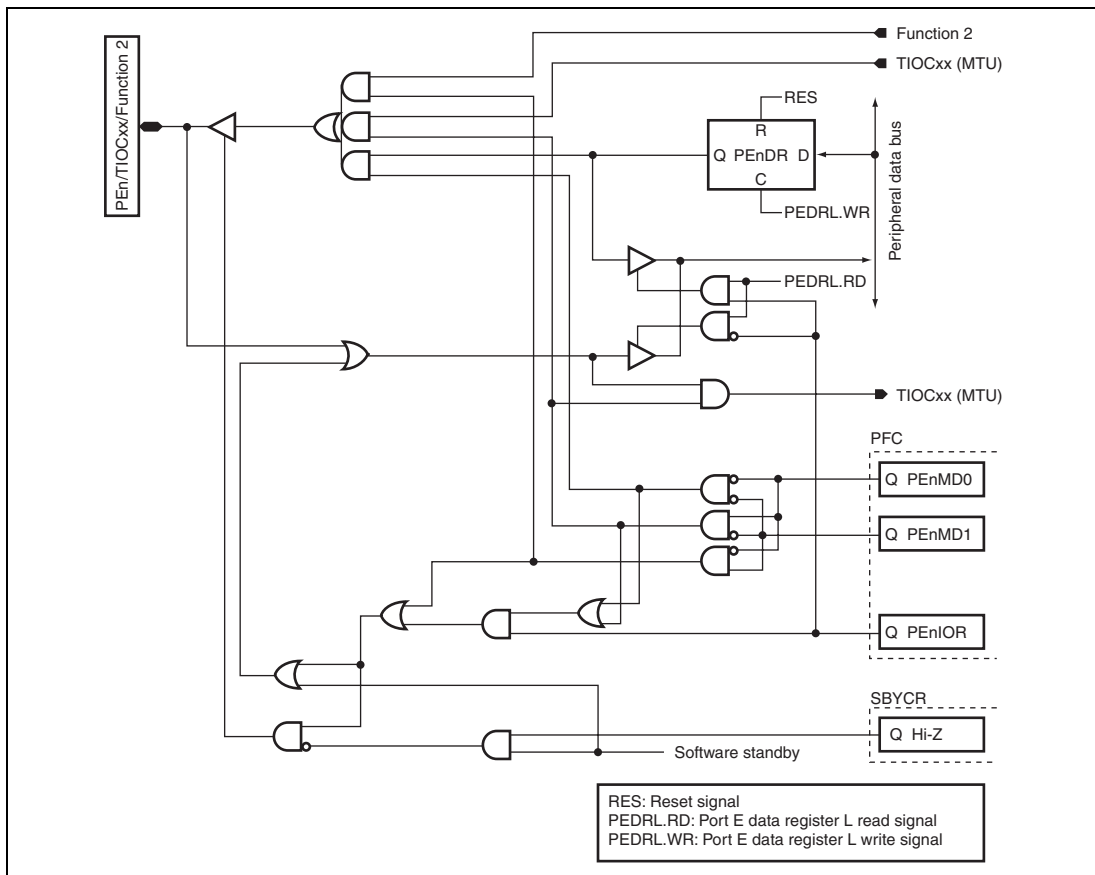 PEn/TIOCxx/Function 2
Function 2
TIOCxx (MTU)
RES
R
Q PEnDR D
C
PEDRL.WR
Peripheral data bus
PEDRL.RD
TIOCxx (MTU)
PFC
Q PEnMD0
Q PEnMD1
Q PEnIOR
SBYCR
Q Hi-Z
Software standby
RES: Reset signal
PEDRL.RD: Port E data register L read signal
PEDRL.WR: Port E data register L write signal